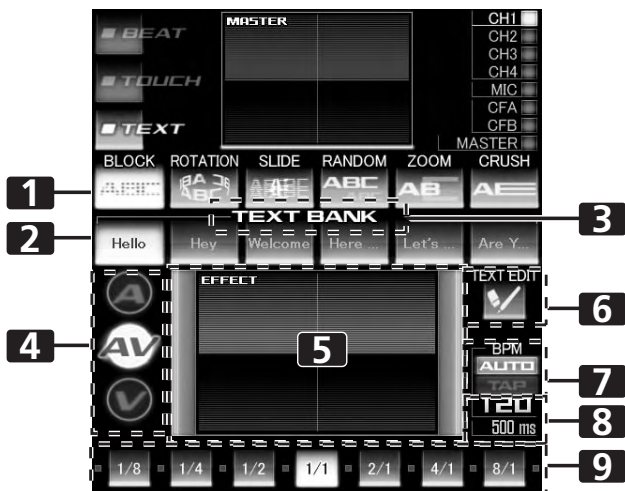 BEAT
TOUCH
TEXT
MASTER
CH1
CH2
CH3
CH4
MIC
CFA
CFB
MASTER
BLOCK ROTATION SLIDE RANDOM ZOOM CRUSH
1 ABC ABC AB
TEXT BANK 3
2 Hello Hey Welcome Here ... Let's ... Are Y...
EFFECT
TEXT EDIT
6
4 A
AV
V
5
BPM
AUTO
TAP
7
120
500 ms
8
1/8 1/4 1/2 1/1 2/1 4/1 8/1 9